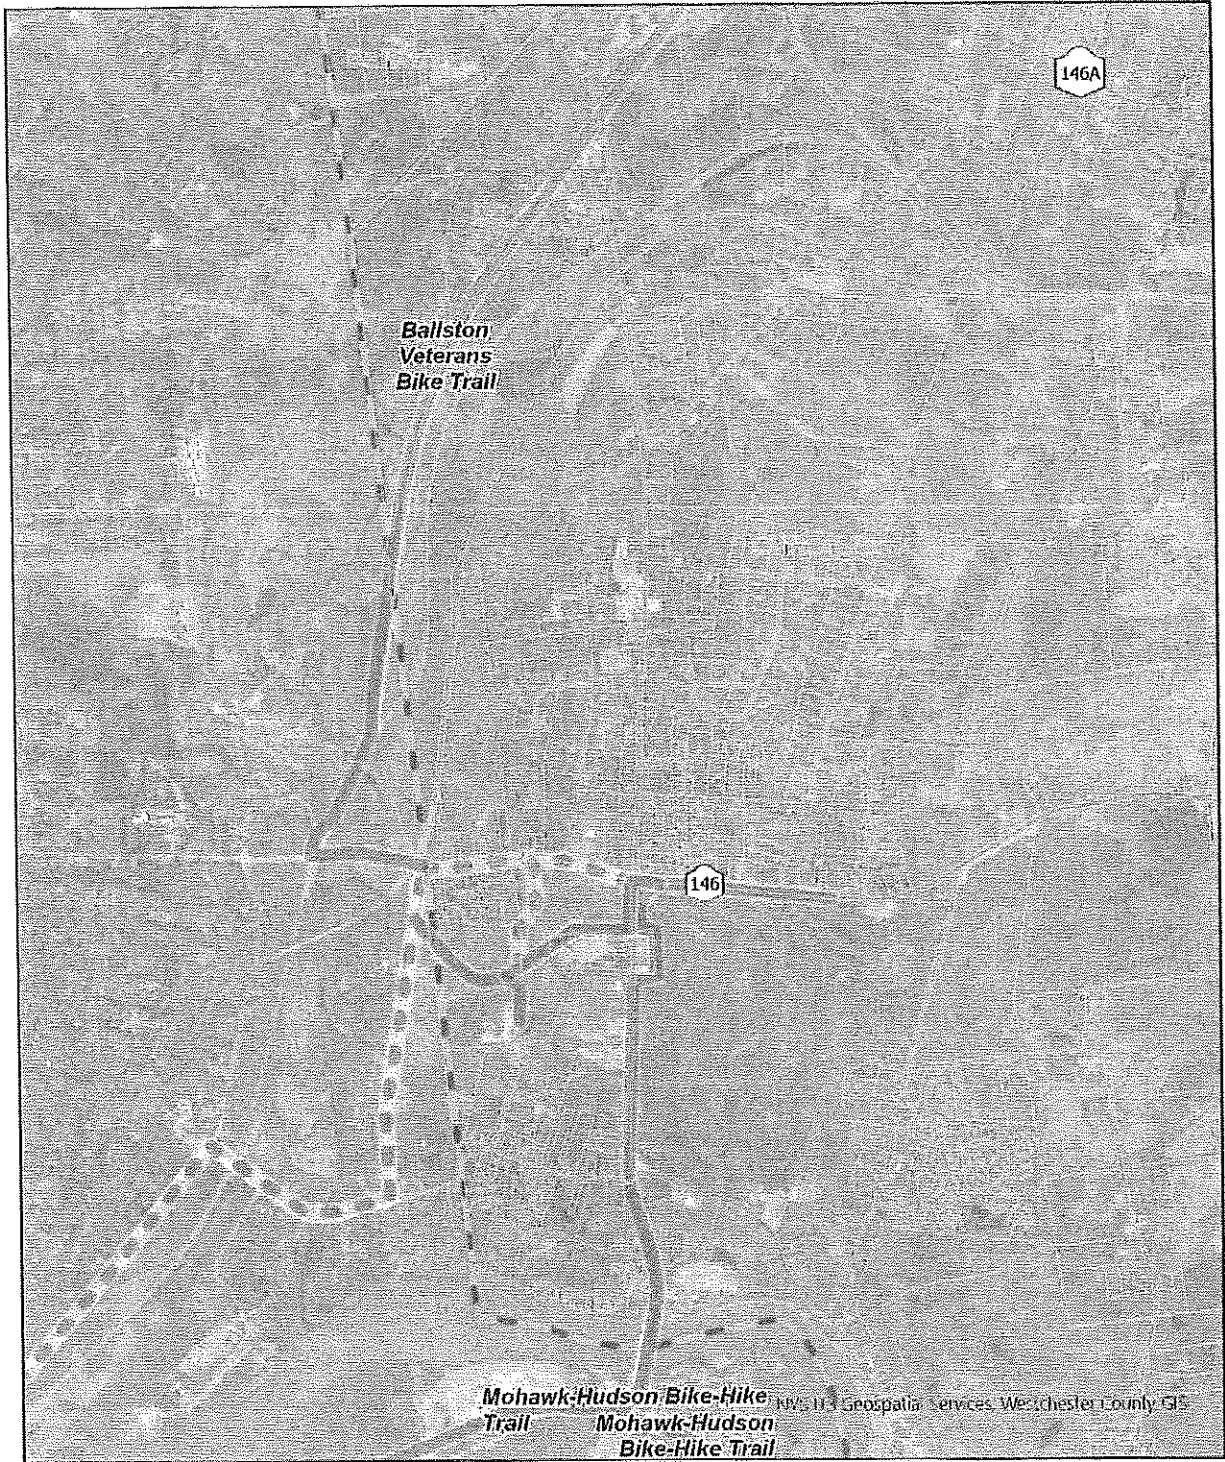 146A
Ballston
Veterans
Bike Trail
146
Mohawk-Hudson Bike-Hike
Trail
Mohawk-Hudson
Bike-Hike Trail
Geospatial Services, Westchester County GIS